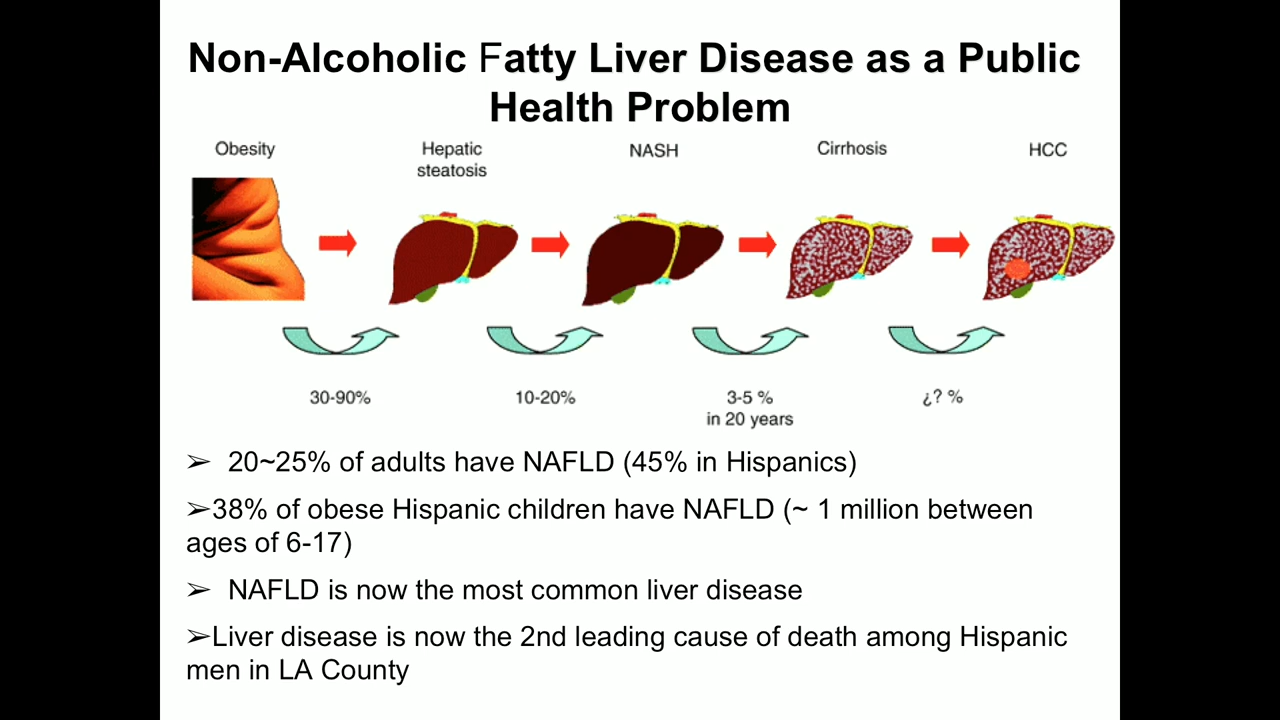 Non-Alcoholic Fatty Liver Disease as a Public
Health Problem
Obesity
Hepatic
steatosis
NASH
Cirrhosis
HCC
30-90%
10-20%
3-5 %
in 20 years
¿? %
➢ 20~25% of adults have NAFLD (45% in Hispanics)
➢38% of obese Hispanic children have NAFLD (~ 1 million between
ages of 6-17)
➢ NAFLD is now the most common liver disease
➢Liver disease is now the 2nd leading cause of death among Hispanic
men in LA County